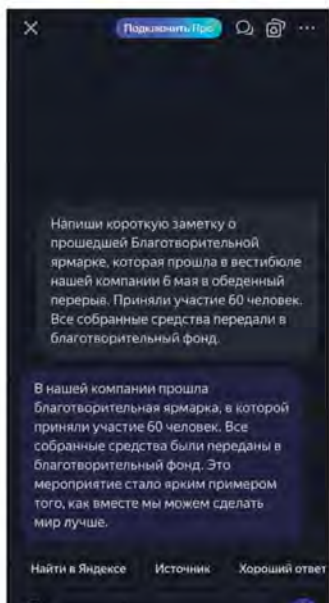 Подключить Про
Напиши короткую заметку о
прошедшей Благотворительной
ярмарке, которая прошла в вестибюле
нашей компании 6 мая в обеденный
перерыв. Приняли участие 60 человек.
Все собранные средства передали в
благотворительный фонд.
В нашей компании прошла
благотворительная ярмарка, в которой
приняли участие 60 человек. Все
собранные средства были переданы в
благотворительный фонд. Это
мероприятие стало ярким примером
того, как вместе мы можем сделать
мир лучше.
Найти в Яндексе Источник Хороший ответ